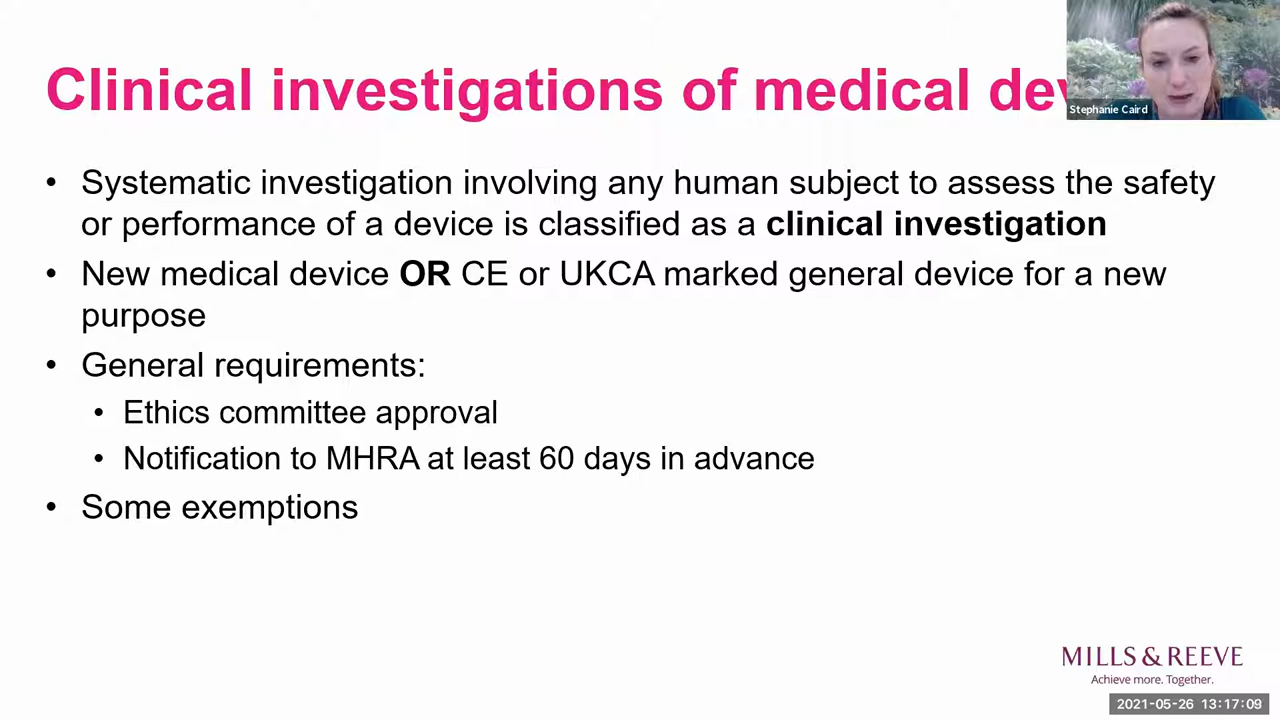 Clinical investigations of medical dev
Stephanie Caird
• Systematic investigation involving any human subject to assess the safety
or performance of a device is classified as a clinical investigation
• New medical device OR CE or UKCA marked general device for a new
purpose
• General requirements:
• Ethics committee approval
• Notification to MHRA at least 60 days in advance
• Some exemptions
MILLS & REEVE
Achieve more. Together.
2021-05-26 13:17:09